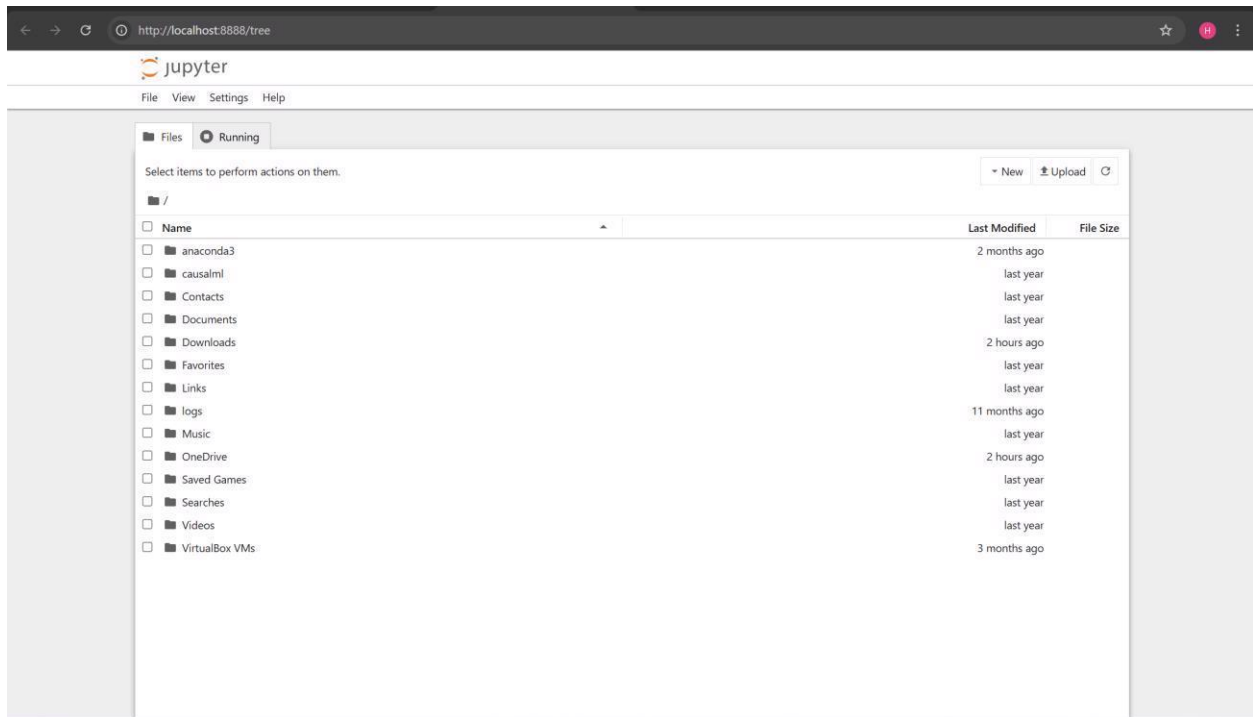 http://localhost:8888/tree
H
jupyter
File View Settings Help
Files Running
Select items to perform actions on them.
New Upload
/
Name Last Modified File Size
anaconda3 2 months ago
causalml last year
Contacts last year
Documents last year
Downloads 2 hours ago
Favorites last year
Links last year
logs 11 months ago
Music last year
OneDrive 2 hours ago
Saved Games last year
Searches last year
Videos last year
VirtualBox VMs 3 months ago